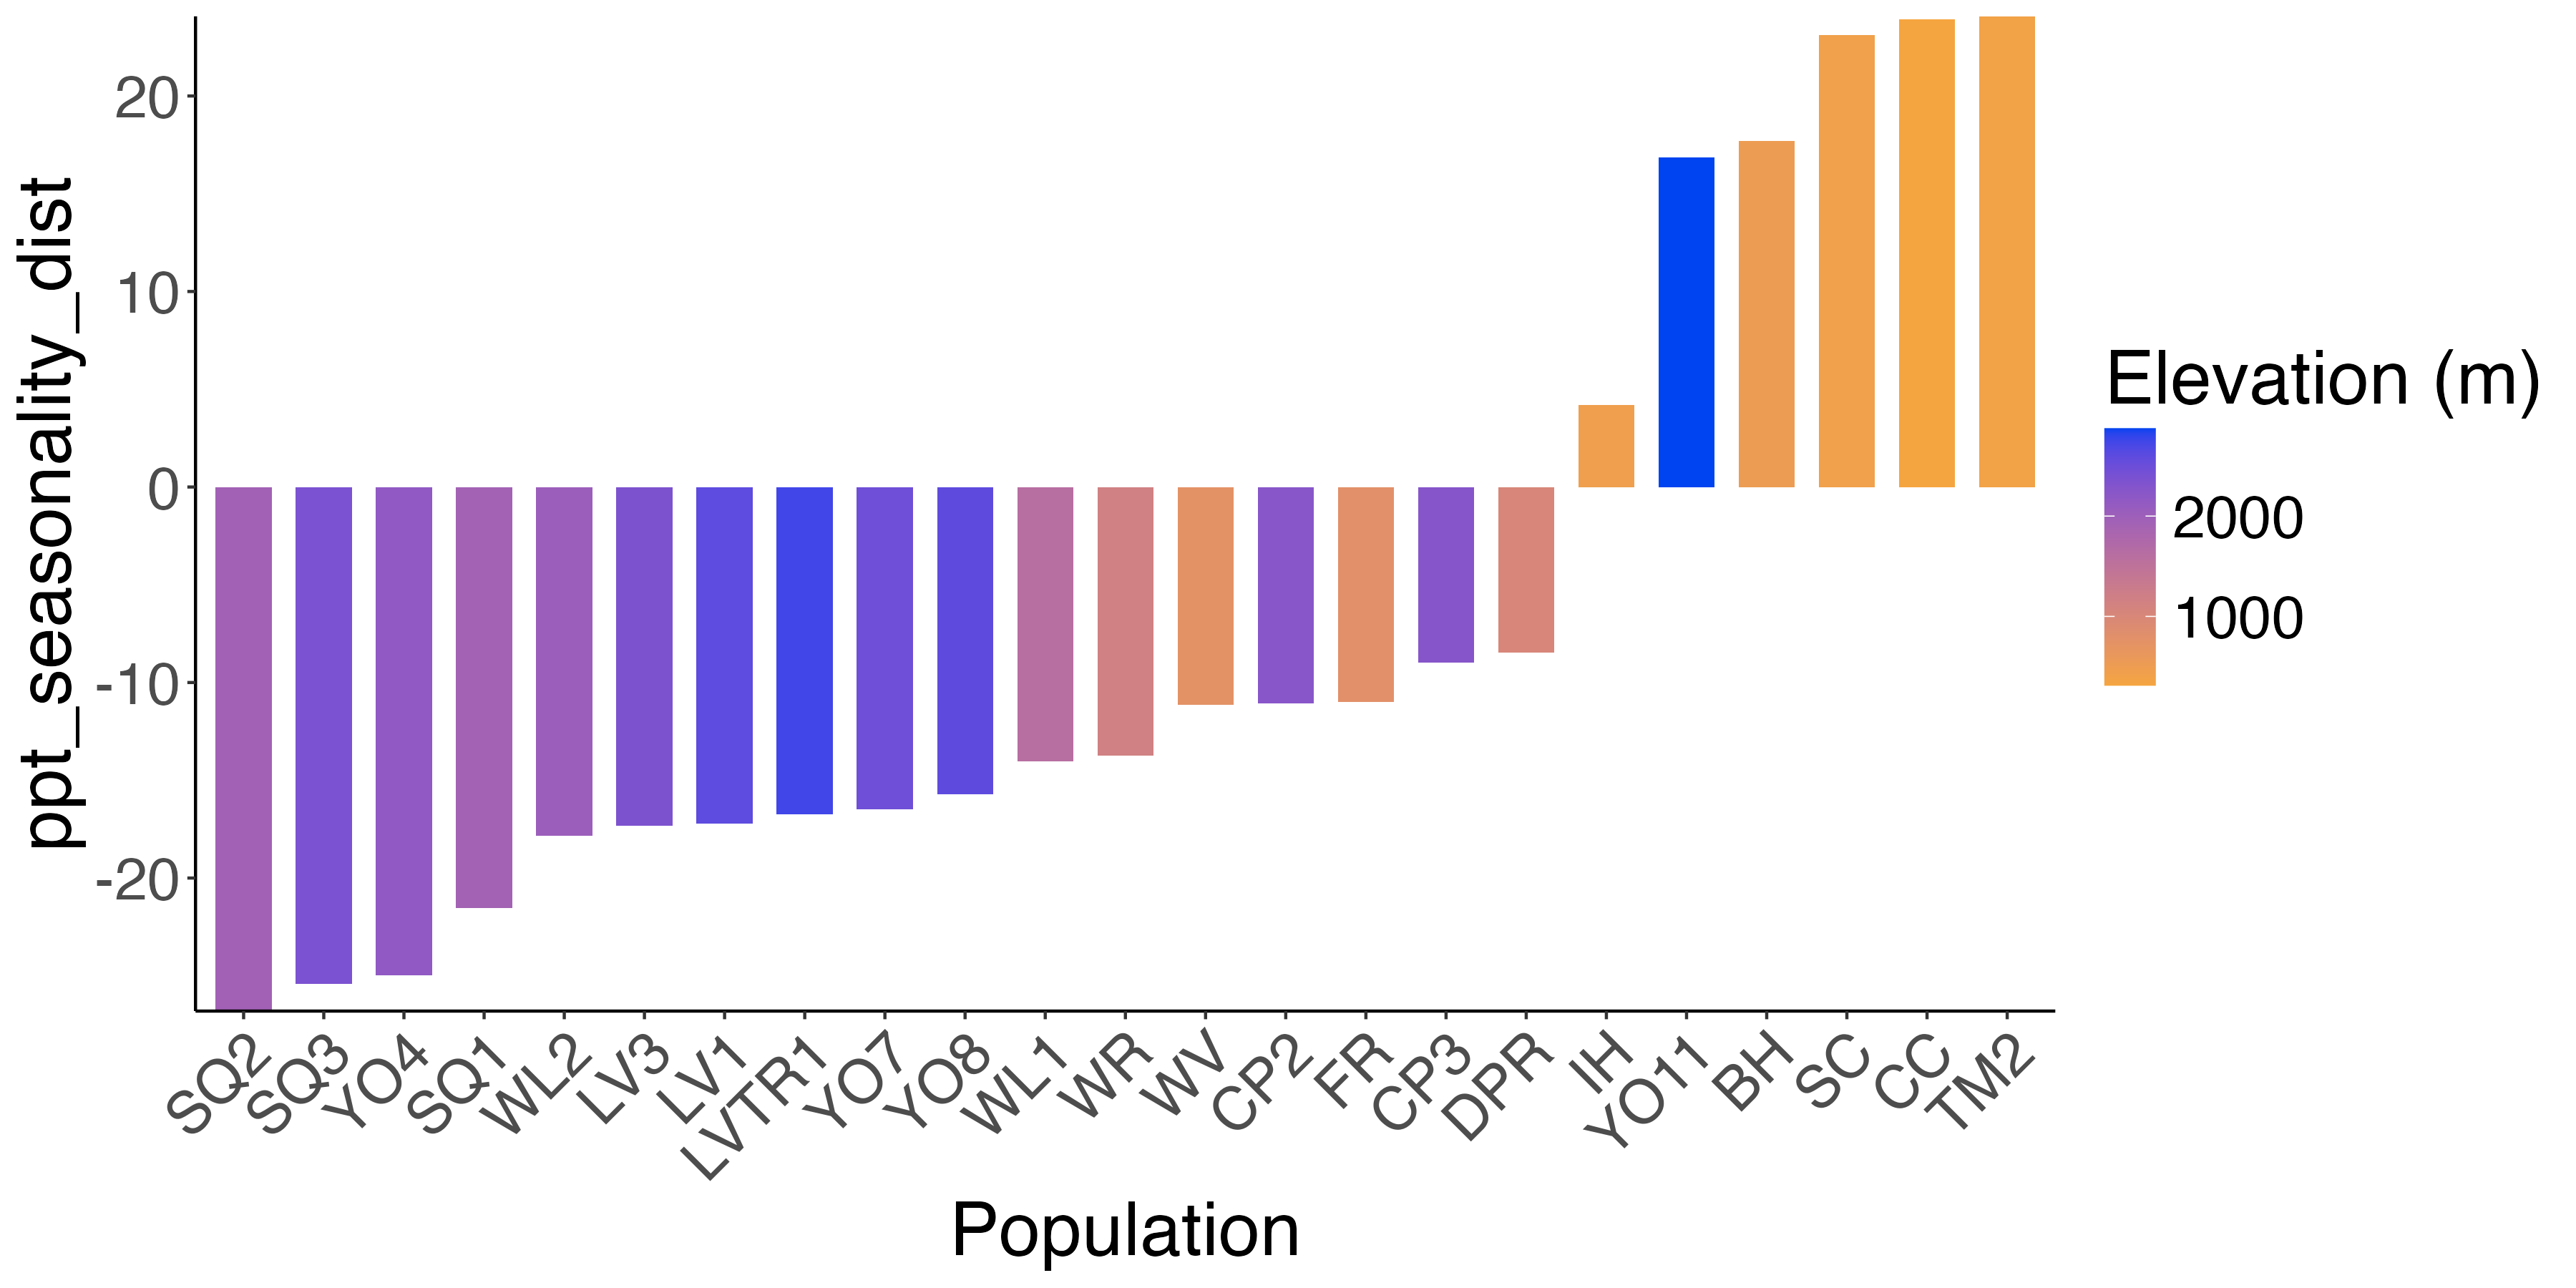 ppt_seasonality_dist
20
10
0
-10
-20
SQ2
SQ3
YO4
SQ1
WL2
LV3
LV1
LVTR1
YO7
YO8
WL1
WR
WV
CP2
FR
CP3
DPR
IH
YO11
BH
SC
CC
TM2
Population
Elevation (m)
2000
1000